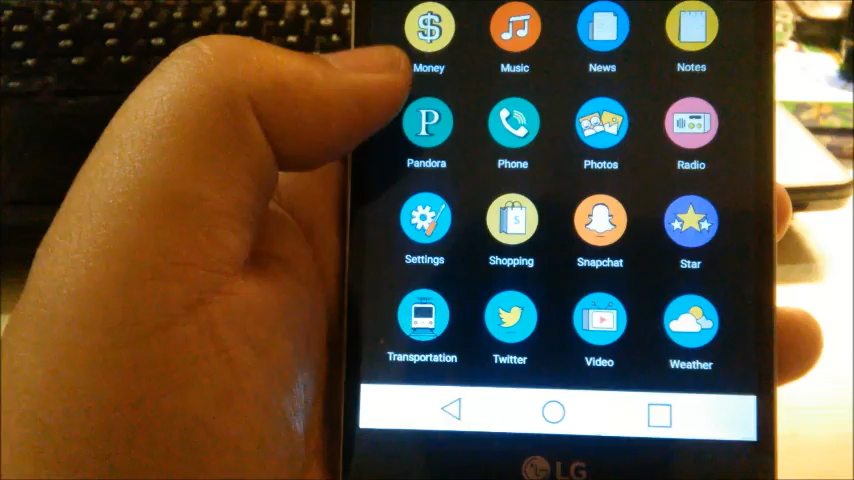 $
Money Music News Notes
P
Pandora Phone Photos Radio
S
Settings Shopping Snapchat Star
Transportation Twitter Video Weather
LG